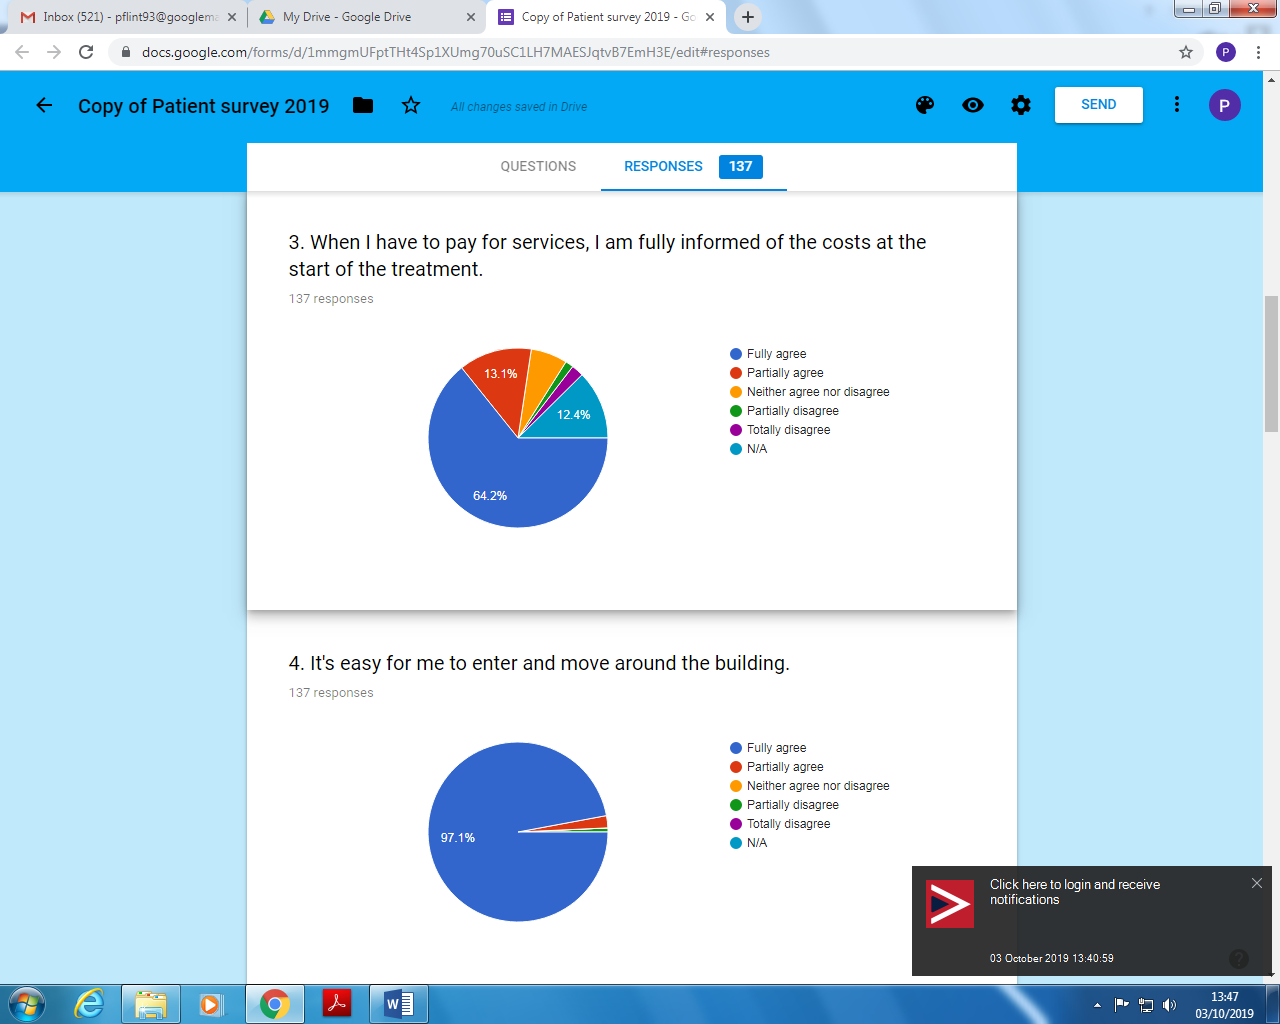 Inbox (521) - pflint93@googlema
My Drive - Google Drive
Copy of Patient survey 2019 - Go
docs.google.com/forms/d/1mmgmUFptTHt4Sp1XUmg70uSC1LH7MAESJqtvB7EmH3E/edit#responses
P
Copy of Patient survey 2019
All changes saved in Drive
SEND
P
QUESTIONS
RESPONSES 137
3. When I have to pay for services, I am fully informed of the costs at the
start of the treatment.
137 responses
13.1%
12.4%
64.2%
Fully agree
Partially agree
Neither agree nor disagree
Partially disagree
Totally disagree
N/A
4. It's easy for me to enter and move around the building.
137 responses
97.1%
Fully agree
Partially agree
Neither agree nor disagree
Partially disagree
Totally disagree
N/A
Click here to login and receive
notifications
03 October 2019 13:40:59
?
W
13:47
03/10/2019